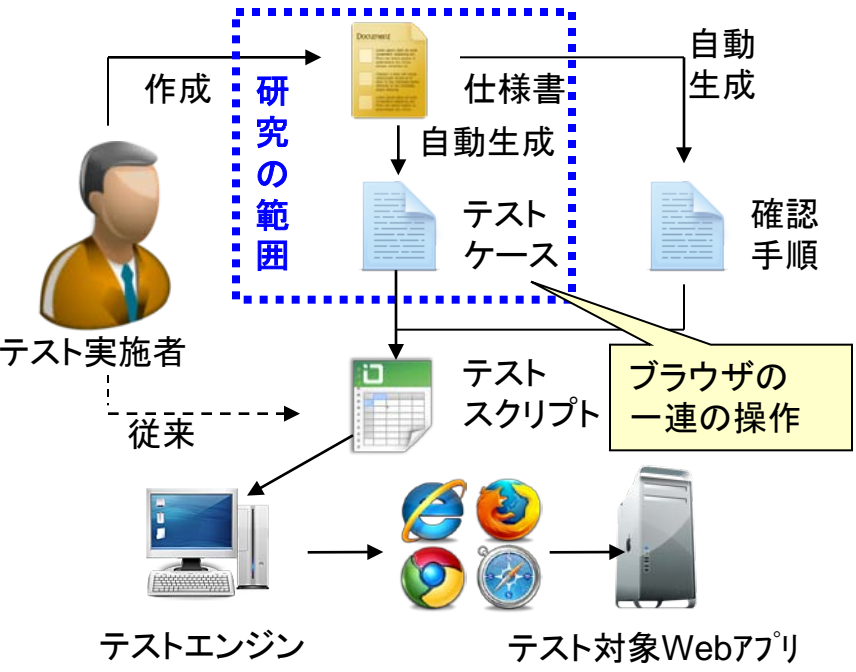 作成
研
究
の
範
囲
Document
仕様書
自動
生成
自動生成
テスト
ケース
確認
手順
テスト実施者
従来
テスト
スクリプト
ブラウザの
一連の操作
テストエンジン
テスト対象Webアプリ